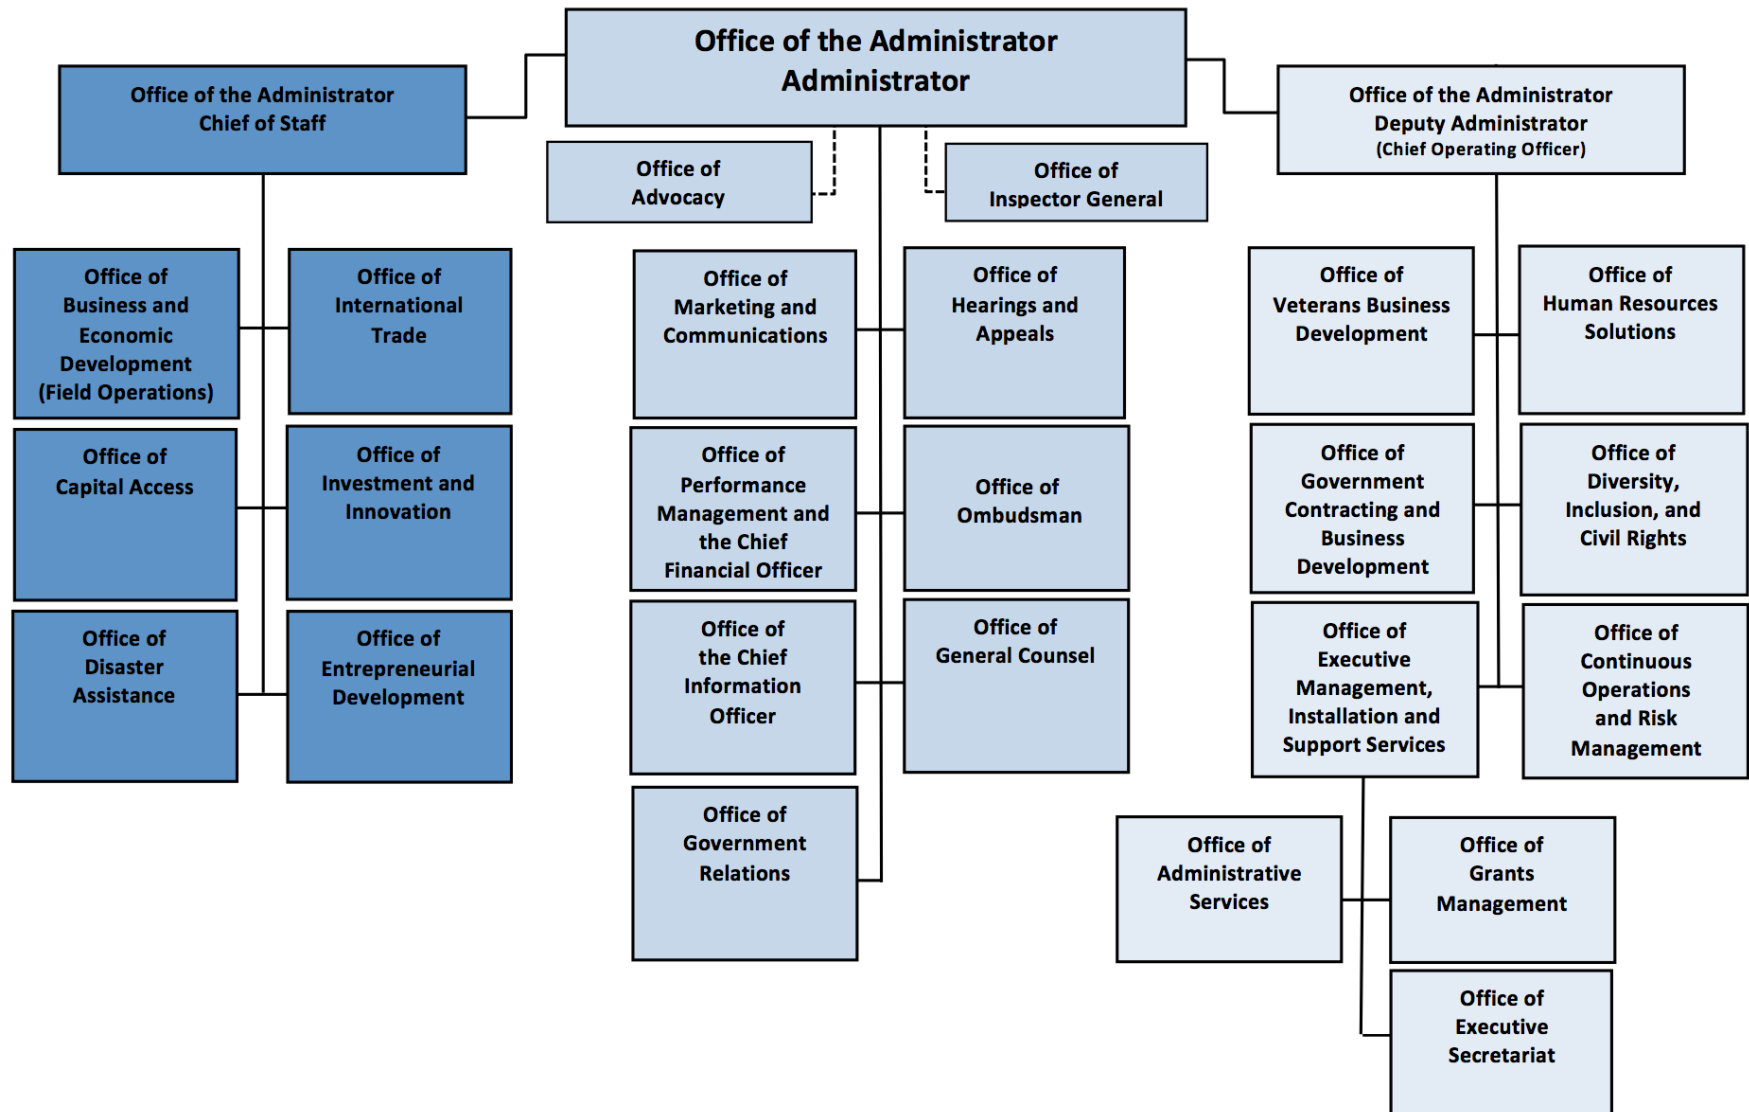 Office of the Administrator
Administrator
Office of the Administrator
Chief of Staff
Office of the Administrator
Deputy Administrator
(Chief Operating Officer)
Office of
Advocacy
Office of
Inspector General
Office of
Business and
Economic
Development
(Field Operations)
Office of
International
Trade
Office of
Capital Access
Office of
Investment and
Innovation
Office of
Disaster
Assistance
Office of
Entrepreneurial
Development
Office of
Marketing and
Communications
Office of
Hearings and
Appeals
Office of
Performance
Management and
the Chief
Financial Officer
Office of
Ombudsman
Office of
the Chief
Information
Officer
Office of
General Counsel
Office of
Government
Relations
Office of
Veterans Business
Development
Office of
Human Resources
Solutions
Office of
Government
Contracting and
Business
Development
Office of
Diversity,
Inclusion, and
Civil Rights
Office of
Executive
Management,
Installation and
Support Services
Office of
Continuous
Operations
and Risk
Management
Office of
Administrative
Services
Office of
Grants
Management
Office of
Executive
Secretariat